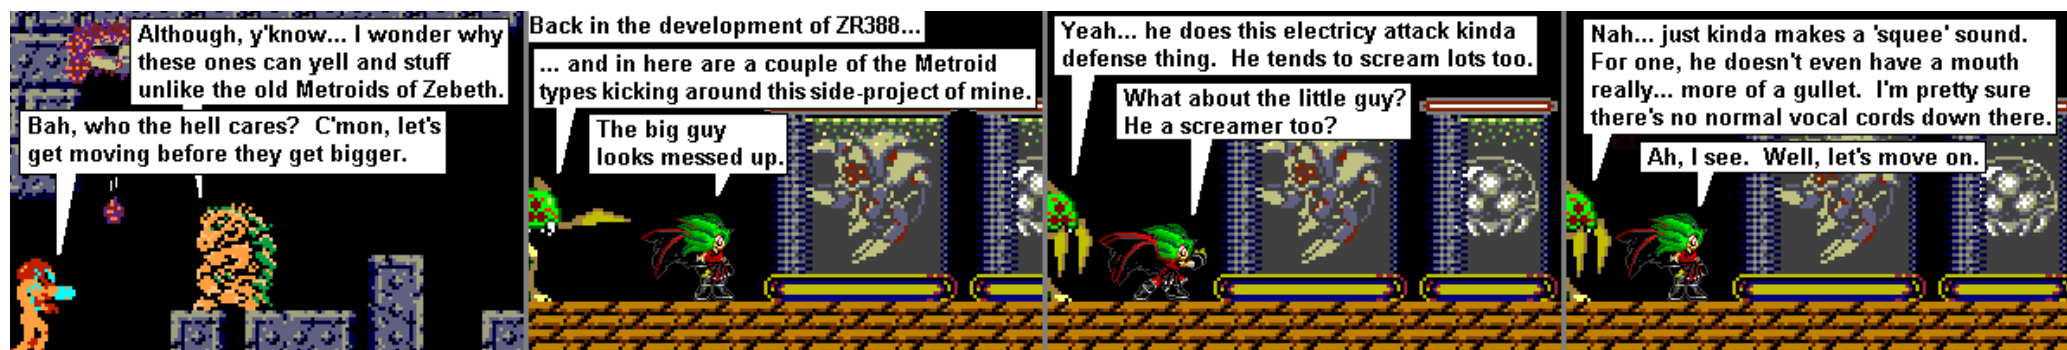 Although, y'know... I wonder why
these ones can yell and stuff
unlike the old Metroids of Zebeth.
Bah, who the hell cares?  C'mon, let's
get moving before they get bigger.
Back in the development of ZR388...
... and in here are a couple of the Metroid
types kicking around this side-project of mine.
The big guy
looks messed up.
Yeah... he does this electricy attack kinda
defense thing.  He tends to scream lots too.
What about the little guy?
He a screamer too?
Nah... just kinda makes a 'squee' sound.
For one, he doesn't even have a mouth
really... more of a gullet.  I'm pretty sure
there's no normal vocal cords down there.
Ah, I see.  Well, let's move on.